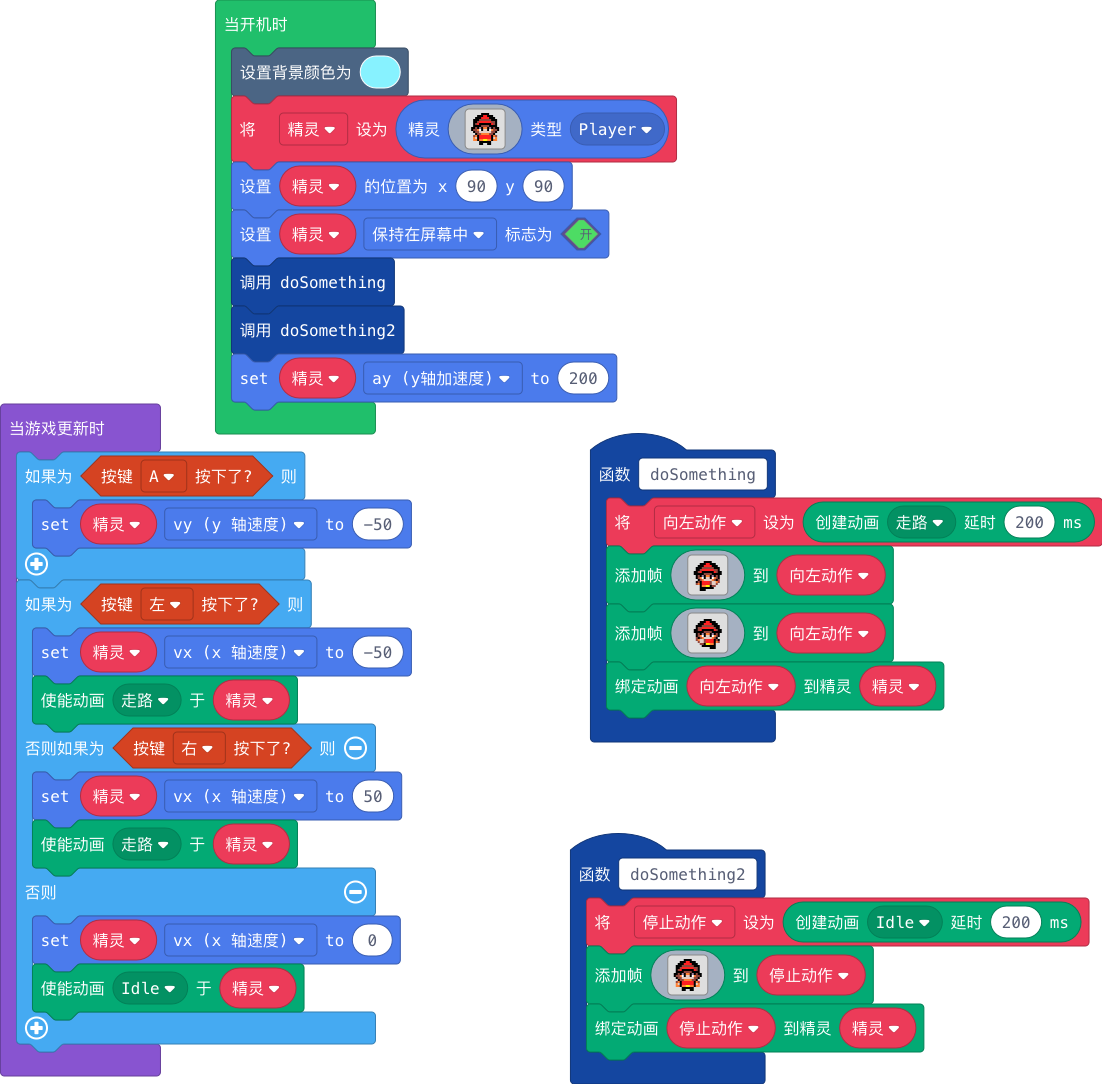 当开机时
设置背景颜色为
将 精灵 设为 精灵 类型 Player
设置 精灵 的位置为 x 90 y 90
设置 精灵 保持在屏幕中 标志为 开
调用 doSomething
调用 doSomething2
set 精灵 ay (y轴加速度) to 200
当游戏更新时
如果为 按键 A 按下了? 则
set 精灵 vy (y 轴速度) to -50
如果为 按键 左 按下了? 则
set 精灵 vx (x 轴速度) to -50
使能动画 走路 于 精灵
否则如果为 按键 右 按下了? 则
set 精灵 vx (x 轴速度) to 50
使能动画 走路 于 精灵
否则
set 精灵 vx (x 轴速度) to 0
使能动画 Idle 于 精灵
函数 doSomething
将 向左动作 设为 创建动画 走路 延时 200 ms
添加帧 到 向左动作
添加帧 到 向左动作
绑定动画 向左动作 到精灵 精灵
函数 doSomething2
将 停止动作 设为 创建动画 Idle 延时 200 ms
添加帧 到 停止动作
绑定动画 停止动作 到精灵 精灵